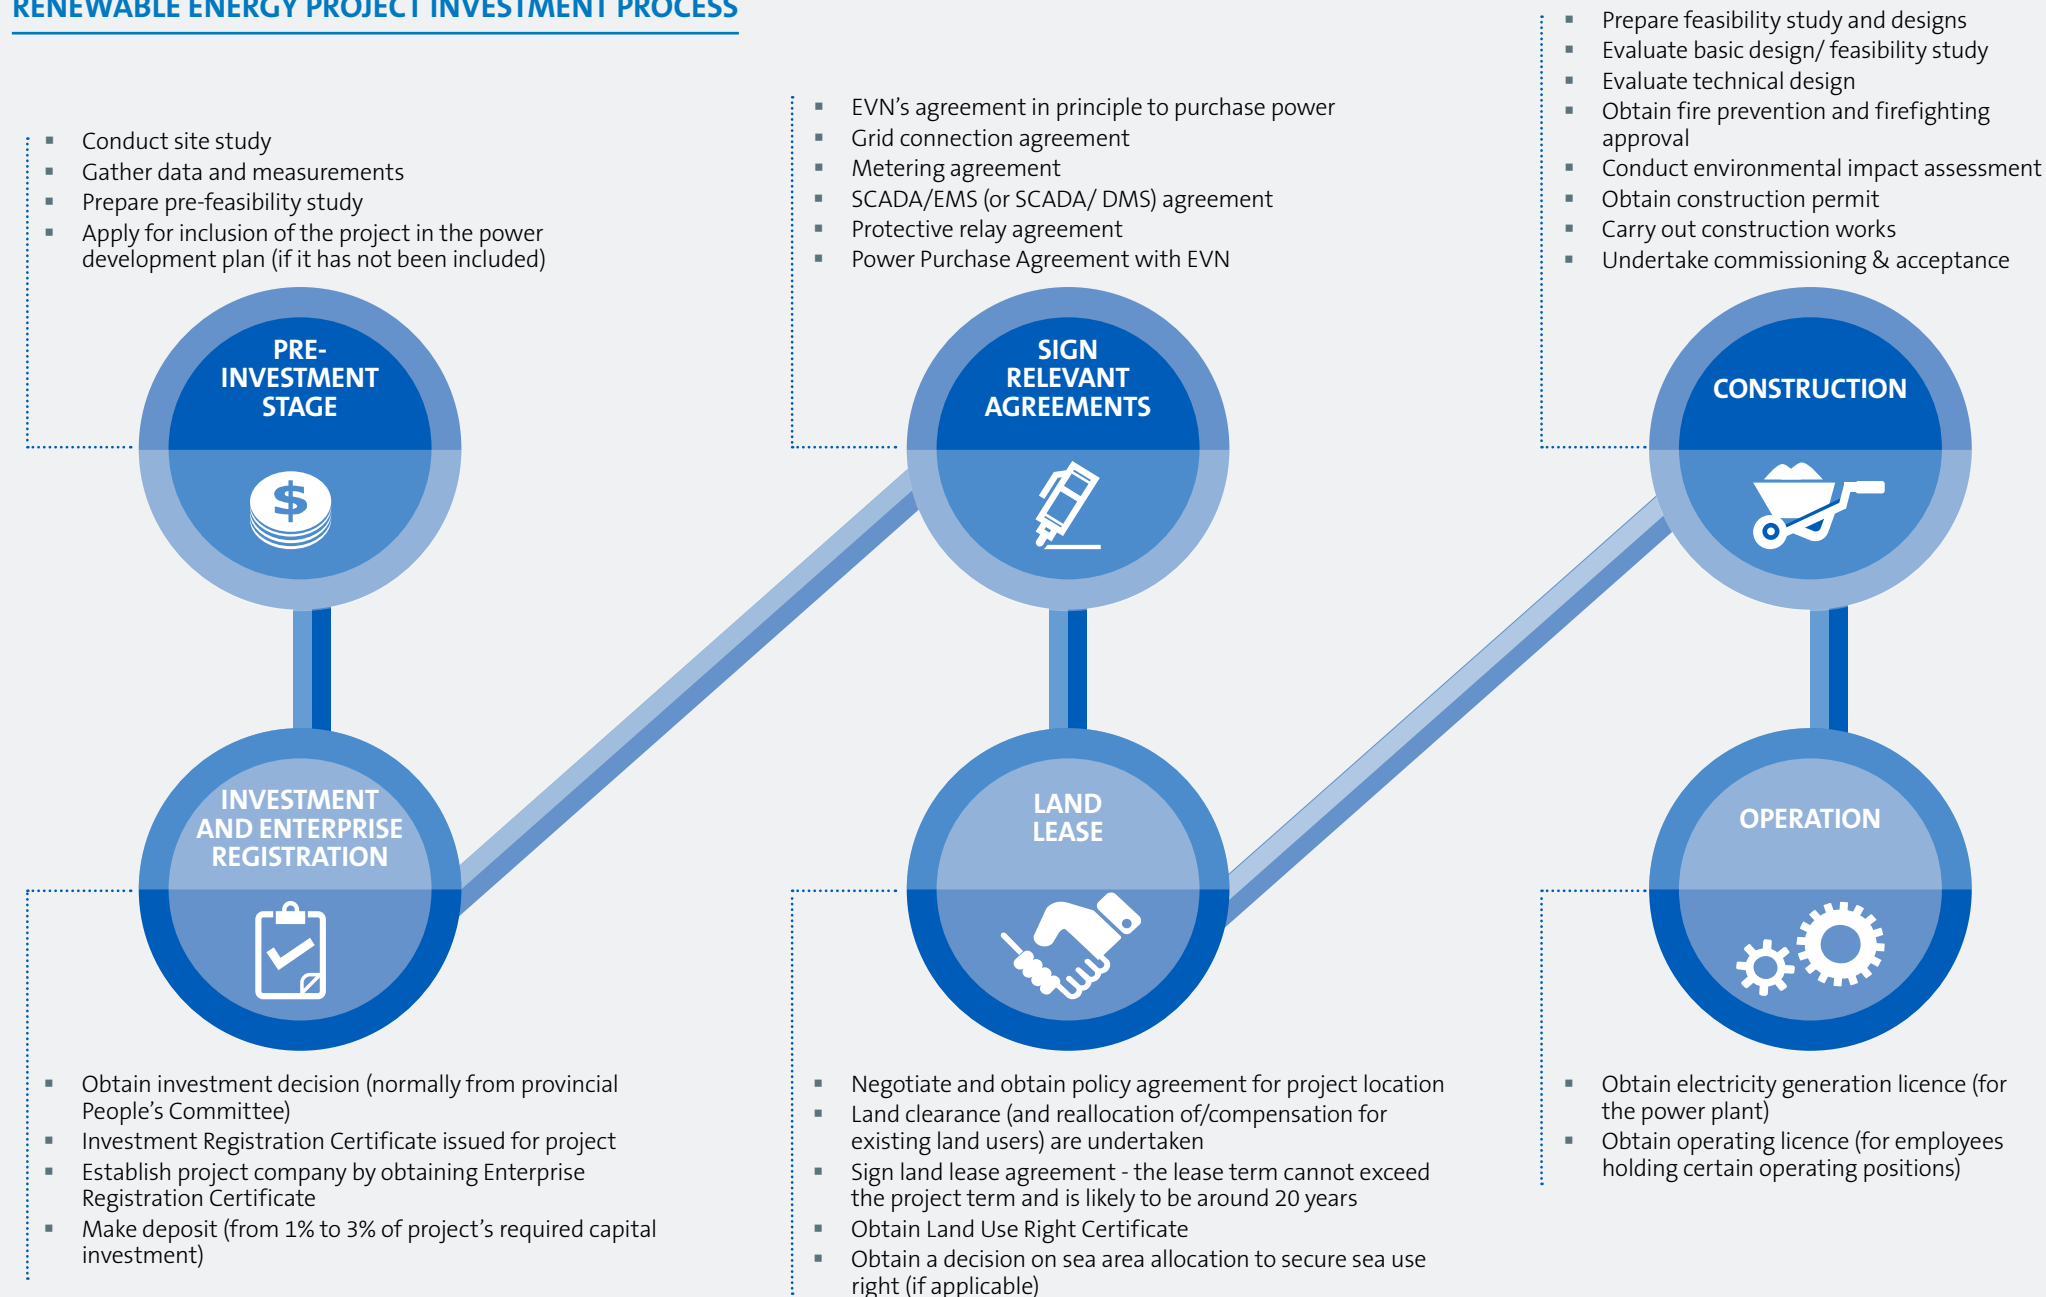 RENEWABLE ENERGY PROJECT INVESTMENT PROCESS
▪ Conduct site study
▪ Gather data and measurements
▪ Prepare pre-feasibility study
▪ Apply for inclusion of the project in the power
development plan (if it has not been included)
PRE-
INVESTMENT
STAGE
$
INVESTMENT
AND ENTERPRISE
REGISTRATION
▪ Obtain investment decision (normally from provincial
People's Committee)
▪ Investment Registration Certificate issued for project
▪ Establish project company by obtaining Enterprise
Registration Certificate
▪ Make deposit (from 1% to 3% of project's required capital
investment)
▪ EVN's agreement in principle to purchase power
▪ Grid connection agreement
▪ Metering agreement
▪ SCADA/EMS (or SCADA/ DMS) agreement
▪ Protective relay agreement
▪ Power Purchase Agreement with EVN
SIGN
RELEVANT
AGREEMENTS
LAND
LEASE
▪ Negotiate and obtain policy agreement for project location
▪ Land clearance (and reallocation of/compensation for
existing land users) are undertaken
▪ Sign land lease agreement - the lease term cannot exceed
the project term and is likely to be around 20 years
▪ Obtain Land Use Right Certificate
▪ Obtain a decision on sea area allocation to secure sea use
right (if applicable)
▪ Prepare feasibility study and designs
▪ Evaluate basic design/ feasibility study
▪ Evaluate technical design
▪ Obtain fire prevention and firefighting
approval
▪ Conduct environmental impact assessment
▪ Obtain construction permit
▪ Carry out construction works
▪ Undertake commissioning & acceptance
CONSTRUCTION
OPERATION
▪ Obtain electricity generation licence (for
the power plant)
▪ Obtain operating licence (for employees
holding certain operating positions)